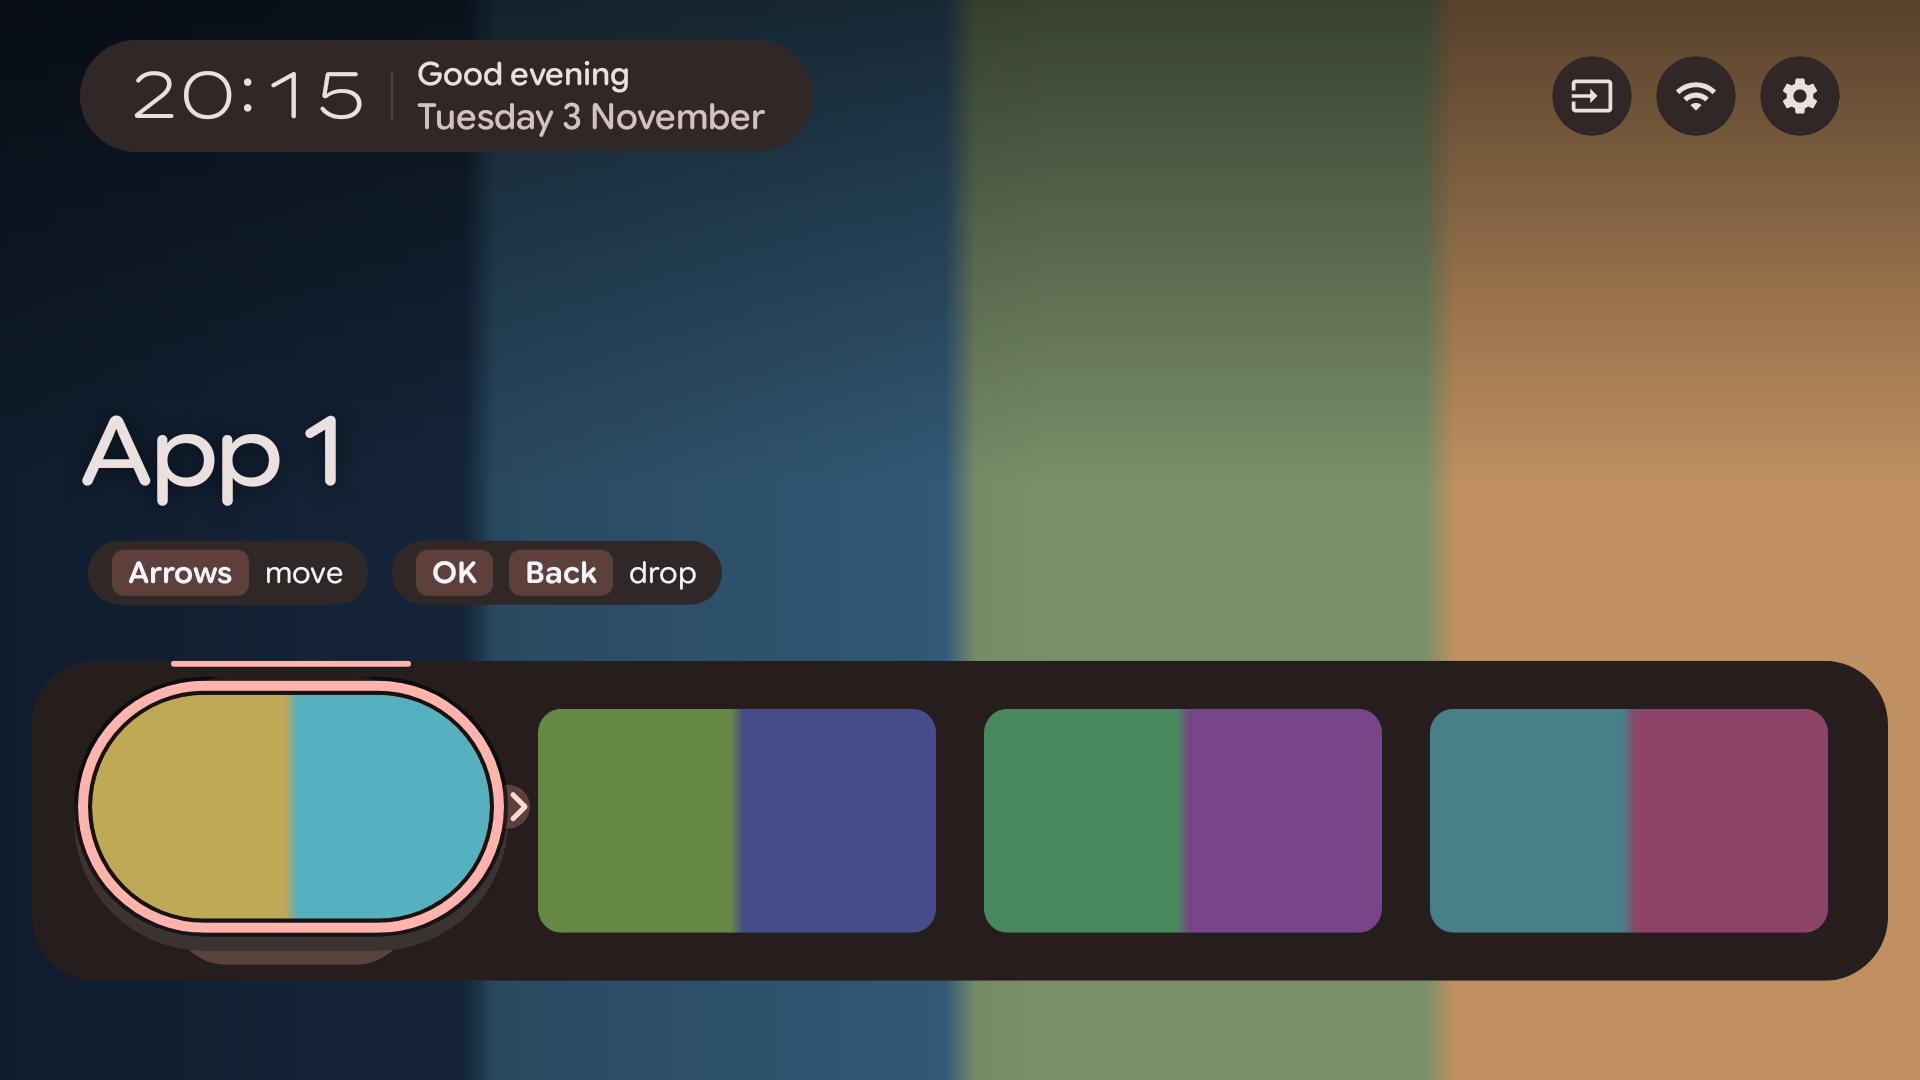 20:15
Good evening
Tuesday 3 November
App 1
Arrows move
OK Back drop